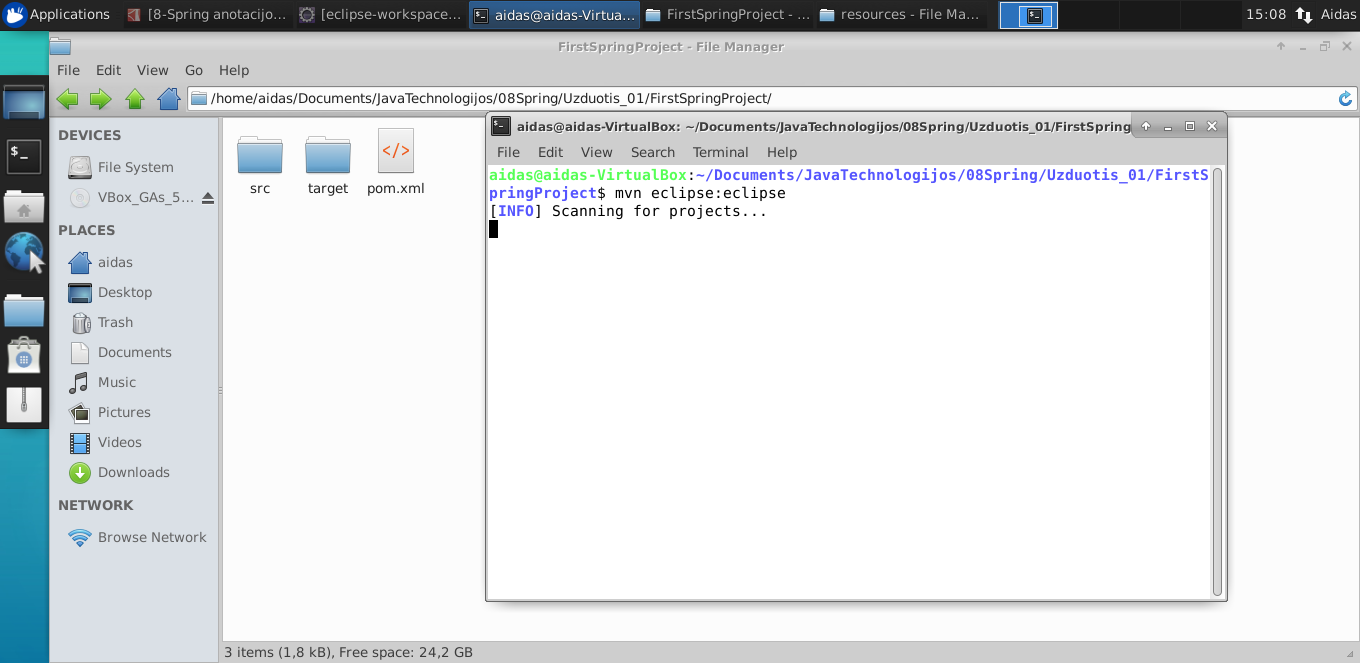 Applications
[8-Spring anotacijo...
[eclipse-workspace...
aidas@aidas-Virtua...
FirstSpringProject - ...
resources - File Ma...
15:08
Aidas
FirstSpringProject - File Manager
File Edit View Go Help
/home/aidas/Documents/JavaTechnologijos/08Spring/Uzduotis_01/FirstSpringProject/
DEVICES
File System
VBox_GAs_5...
PLACES
aidas
Desktop
Trash
Documents
Music
Pictures
Videos
Downloads
NETWORK
Browse Network
src
target
</>
pom.xml
aidas@aidas-VirtualBox: ~/Documents/JavaTechnologijos/08Spring/Uzduotis_01/FirstSpring
File Edit View Search Terminal Help
aidas@aidas-VirtualBox:~/Documents/JavaTechnologijos/08Spring/Uzduotis_01/FirstS
pringProject$ mvn eclipse:eclipse
[INFO] Scanning for projects...
3 items (1,8 kB), Free space: 24,2 GB